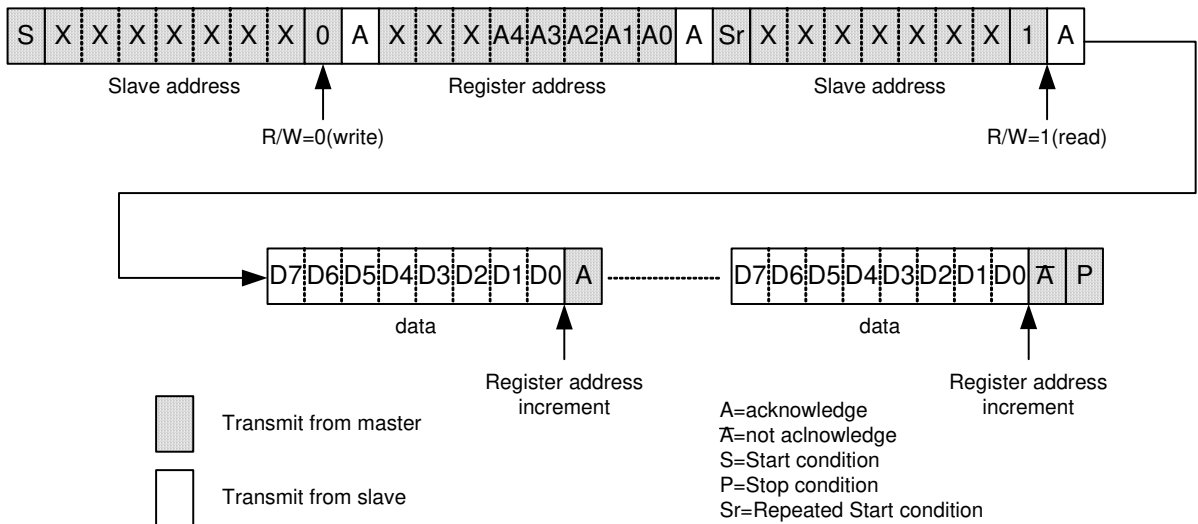 S X X X X X X X 0 A X X X A4 A3 A2 A1 A0 A Sr X X X X X X X 1 A
Slave address
Register address
Slave address
R/W=0(write)
R/W=1(read)
D7 D6 D5 D4 D3 D2 D1 D0 A
D7 D6 D5 D4 D3 D2 D1 D0 A̅ P
data
data
Register address
increment
Register address
increment
Transmit from master
Transmit from slave
A=acknowledge
A̅=not aclnowledge
S=Start condition
P=Stop condition
Sr=Repeated Start condition